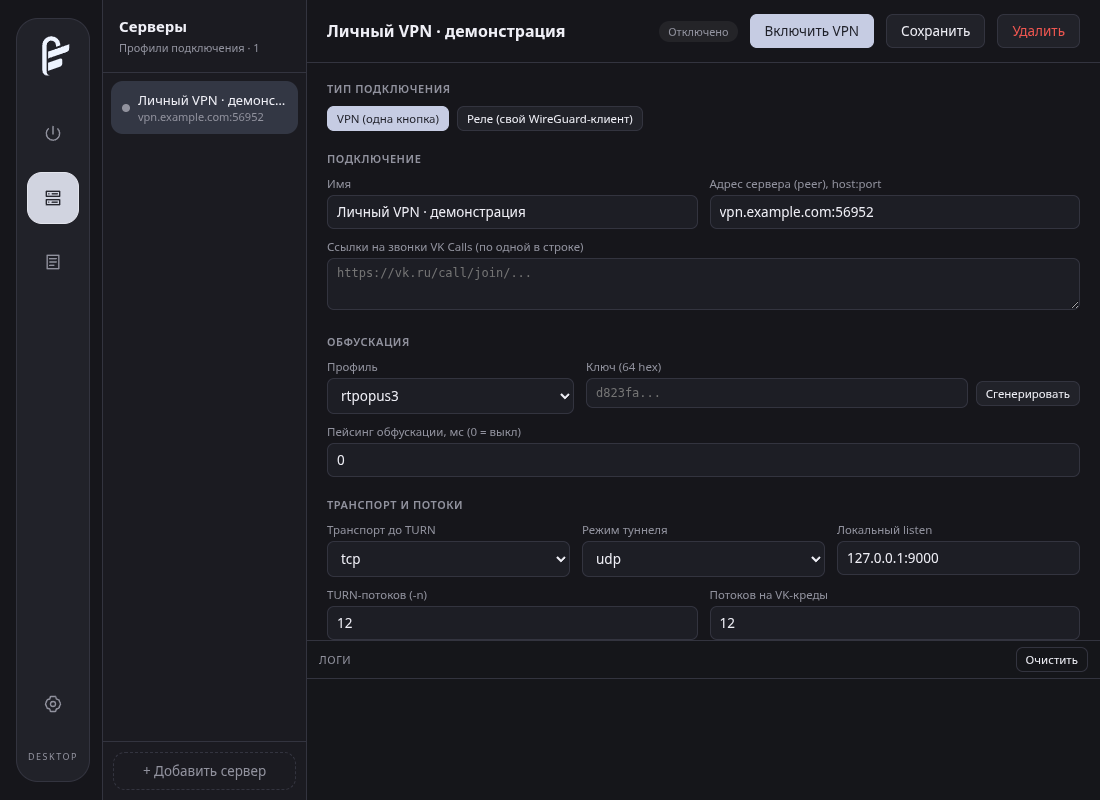 Серверы
Профили подключения · 1
Личный VPN · демонс...
vpn.example.com:56952
+ Добавить сервер
DESKTOP
Личный VPN · демонстрация
Отключено
Включить VPN
Сохранить
Удалить
ТИП ПОДКЛЮЧЕНИЯ
VPN (одна кнопка)
Реле (свой WireGuard-клиент)
ПОДКЛЮЧЕНИЕ
Имя
Адрес сервера (peer), host:port
Личный VPN · демонстрация
vpn.example.com:56952
Ссылки на звонки VK Calls (по одной в строке)
https://vk.ru/call/join/...
ОБФУСКАЦИЯ
Профиль
Ключ (64 hex)
rtpopus3
d823fa...
Сгенерировать
Пейсинг обфускации, мс (0 = выкл)
0
ТРАНСПОРТ И ПОТОКИ
Транспорт до TURN
Режим туннеля
Локальный listen
tcp
udp
127.0.0.1:9000
TURN-потоков (-n)
Потоков на VK-креды
12
12
ЛОГИ
Очистить